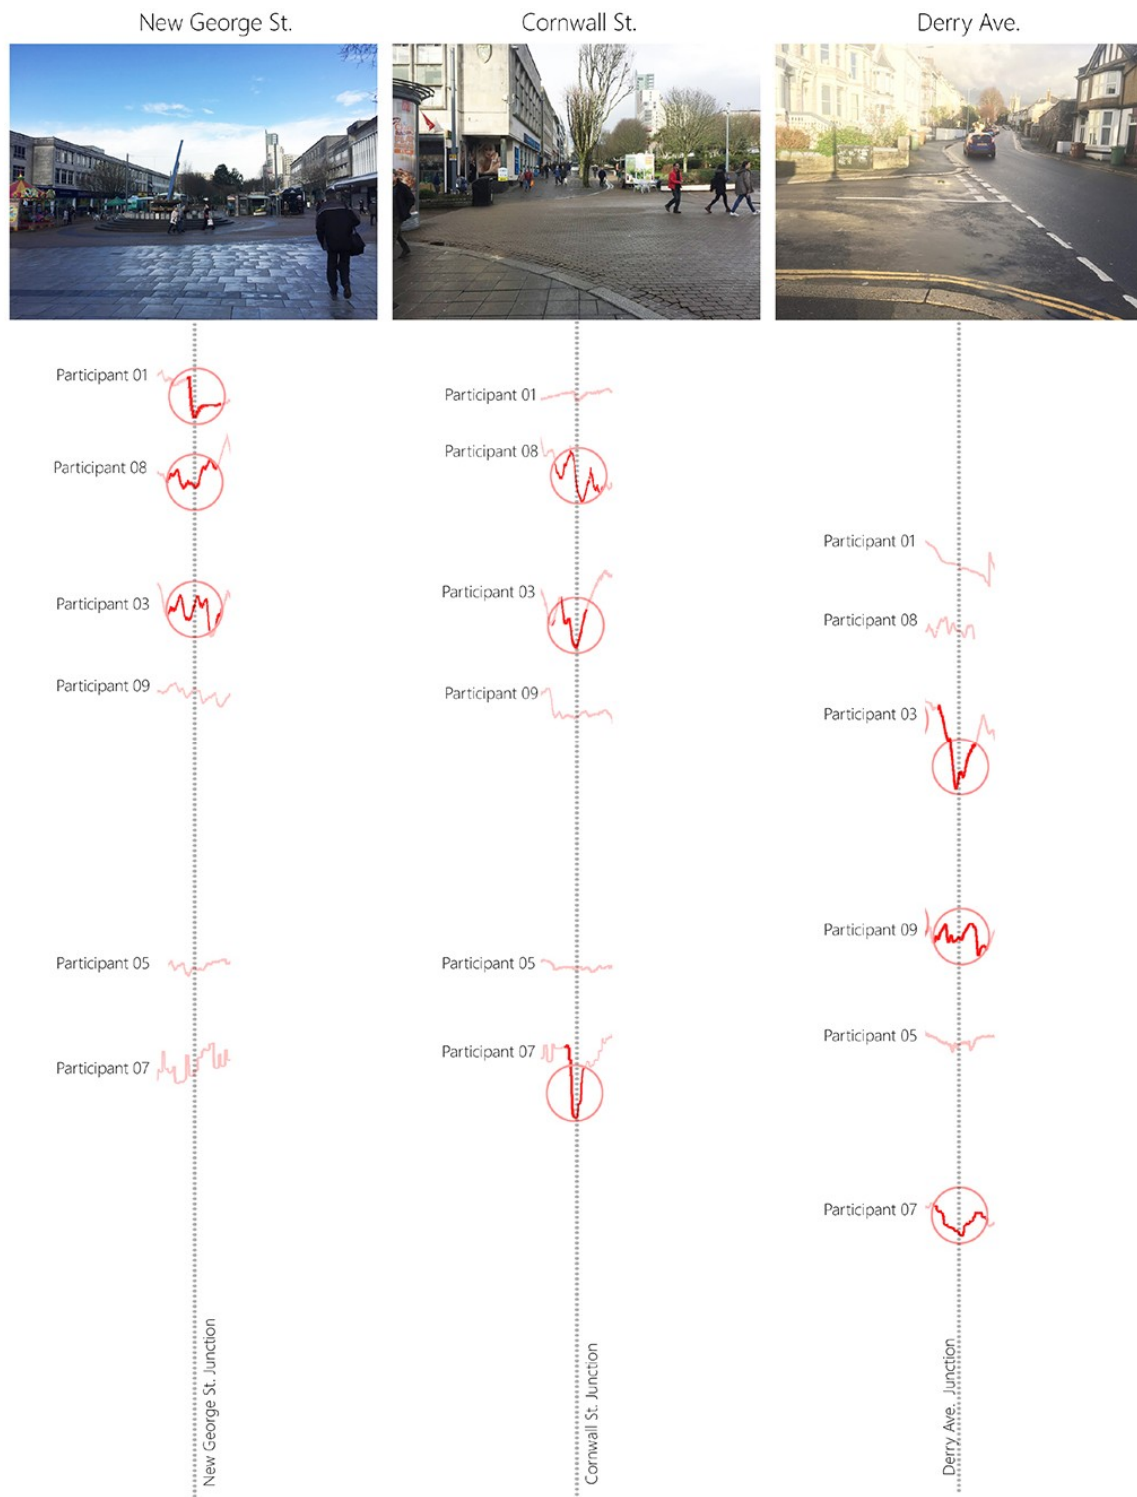 New George St.
Cornwall St.
Derry Ave.
Participant 01
Participant 08
Participant 03
Participant 09
Participant 05
Participant 07
New George St. Junction
Participant 01
Participant 08
Participant 03
Participant 09
Participant 05
Participant 07
Cornwall St. Junction
Participant 01
Participant 08
Participant 03
Participant 09
Participant 05
Participant 07
Derry Ave. Junction